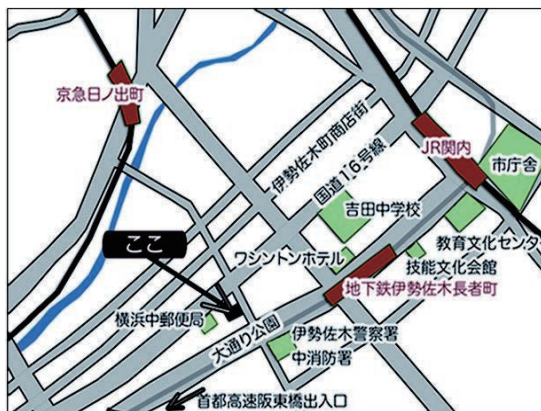 京急日ノ出町
伊勢佐木町商店街
国道16号線
JR関内
市庁舎
吉田中学校
教育文化センター
ここ
ワシントンホテル
技能文化会館
地下鉄伊勢佐木長者町
横浜中郵便局
大通り公園
伊勢佐木警察署
中消防署
首都高速阪東橋出入口